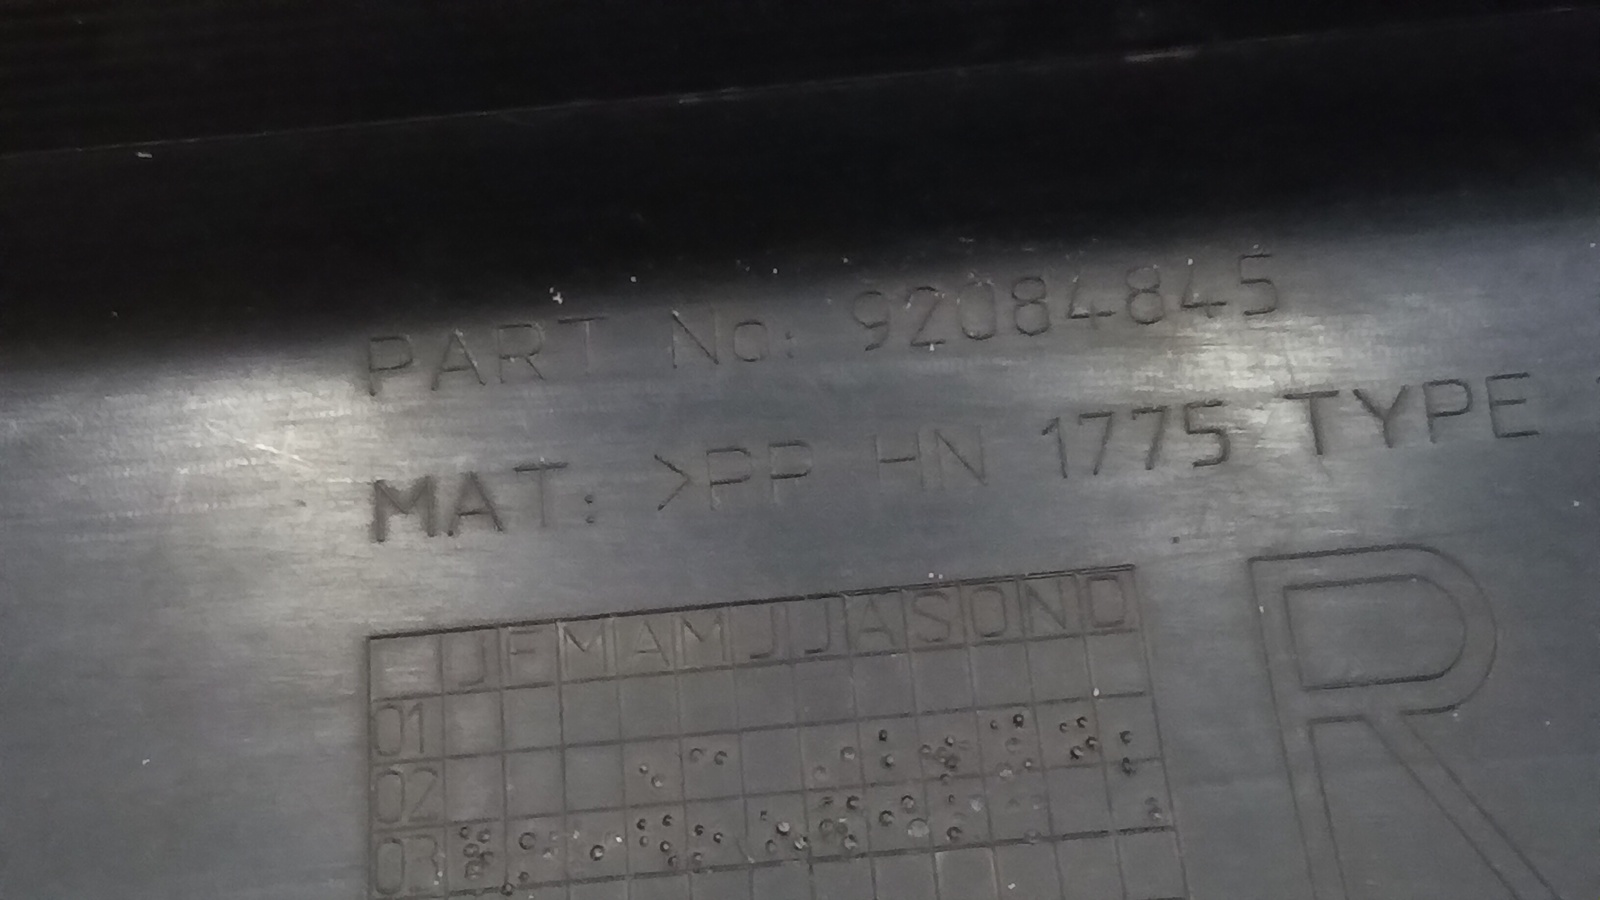 PART No: 92084845
MAT: >PP HN 1775 TYPE
J F M A M J J A S O N D
01
02
03
R